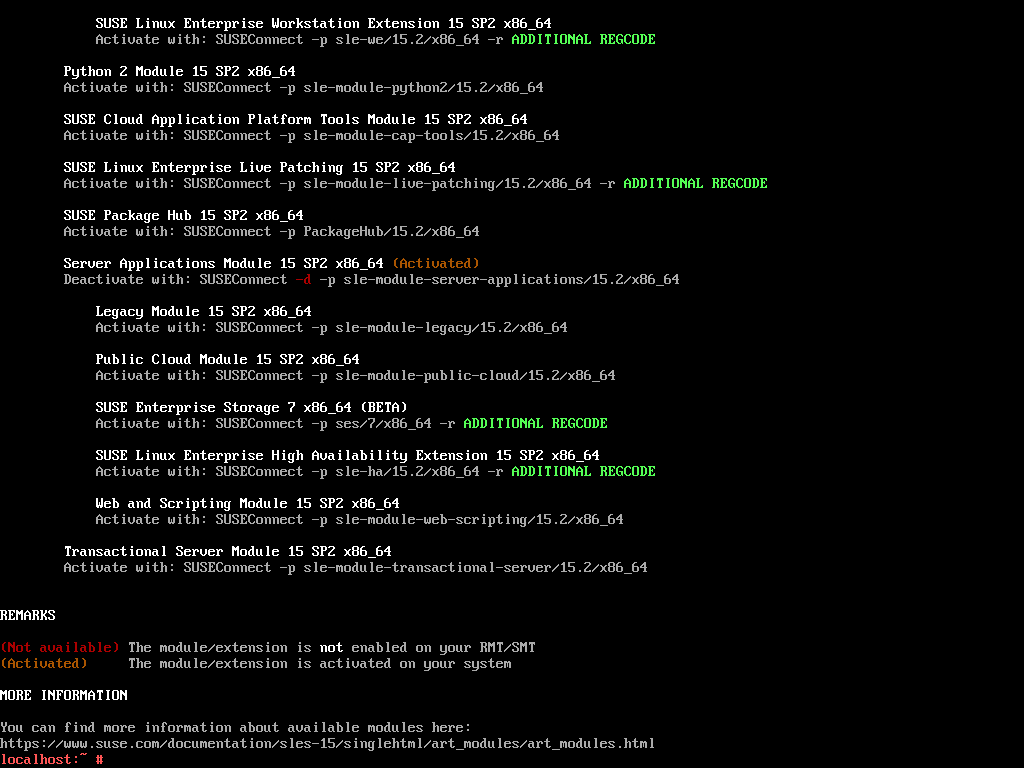 SUSE Linux Enterprise Workstation Extension 15 SP2 x86_64
Activate with: SUSEConnect -p sle-we/15.2/x86_64 -r ADDITIONAL REGCODE
Python 2 Module 15 SP2 x86_64
Activate with: SUSEConnect -p sle-module-python2/15.2/x86_64
SUSE Cloud Application Platform Tools Module 15 SP2 x86_64
Activate with: SUSEConnect -p sle-module-cap-tools/15.2/x86_64
SUSE Linux Enterprise Live Patching 15 SP2 x86_64
Activate with: SUSEConnect -p sle-module-live-patching/15.2/x86_64 -r ADDITIONAL REGCODE
SUSE Package Hub 15 SP2 x86_64
Activate with: SUSEConnect -p PackageHub/15.2/x86_64
Server Applications Module 15 SP2 x86_64 (Activated)
Deactivate with: SUSEConnect -d -p sle-module-server-applications/15.2/x86_64
Legacy Module 15 SP2 x86_64
Activate with: SUSEConnect -p sle-module-legacy/15.2/x86_64
Public Cloud Module 15 SP2 x86_64
Activate with: SUSEConnect -p sle-module-public-cloud/15.2/x86_64
SUSE Enterprise Storage 7 x86_64 (BETA)
Activate with: SUSEConnect -p ses/7/x86_64 -r ADDITIONAL REGCODE
SUSE Linux Enterprise High Availability Extension 15 SP2 x86_64
Activate with: SUSEConnect -p sle-ha/15.2/x86_64 -r ADDITIONAL REGCODE
Web and Scripting Module 15 SP2 x86_64
Activate with: SUSEConnect -p sle-module-web-scripting/15.2/x86_64
Transactional Server Module 15 SP2 x86_64
Activate with: SUSEConnect -p sle-module-transactional-server/15.2/x86_64
REMARKS
(Not available) The module/extension is not enabled on your RMT/SMT
(Activated) The module/extension is activated on your system
MORE INFORMATION
You can find more information about available modules here:
https://www.suse.com/documentation/sles-15/singlehtml/art_modules/art_modules.html
localhost:~ #